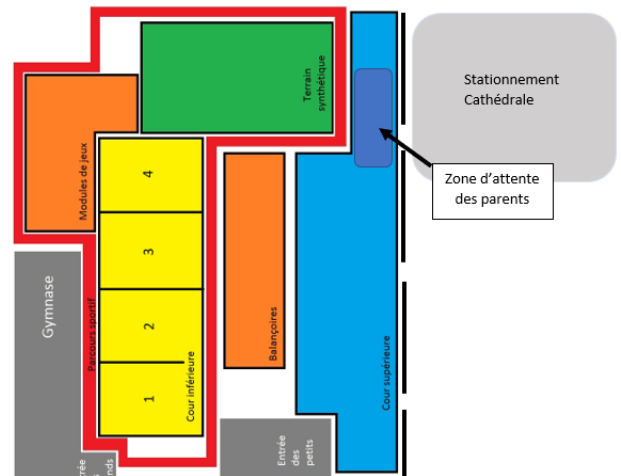 Stationnement
Cathédrale
Zone d'attente
des parents
Terrain
synthétique
Modules de jeux
4
3
2
1
Gymnase
Parcours sportif
Cour inférieure
Balançoires
Cour supérieure
Entrée
des
petits